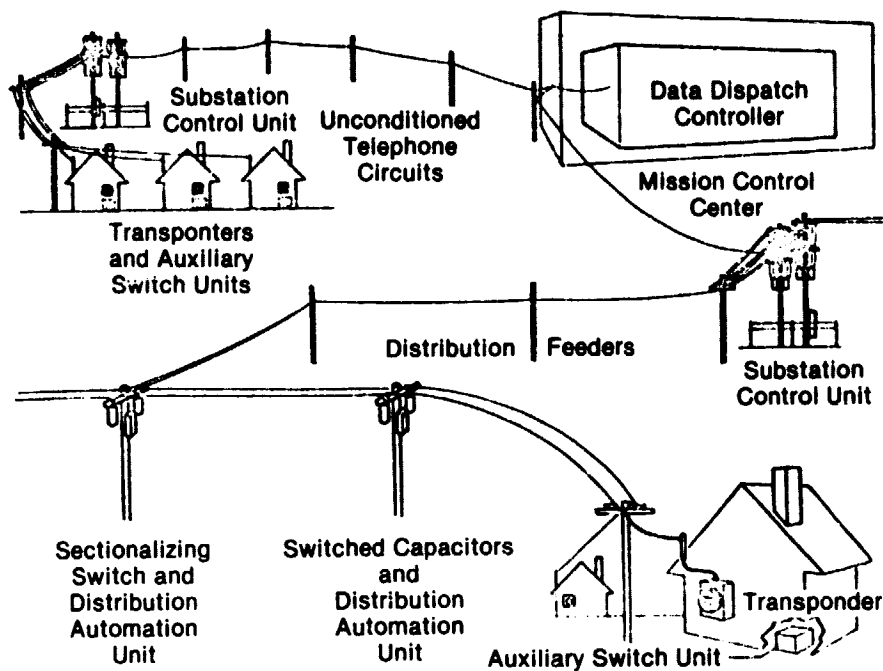 Substation
Control Unit
Unconditioned
Telephone
Circuits
Data Dispatch
Controller
Mission Control
Center
Transponters
and Auxiliary
Switch Units
Distribution Feeders
Substation
Control Unit
Sectionalizing
Switch and
Distribution
Automation
Unit
Switched Capacitors
and
Distribution
Automation
Unit
Transponder
Auxiliary Switch Unit